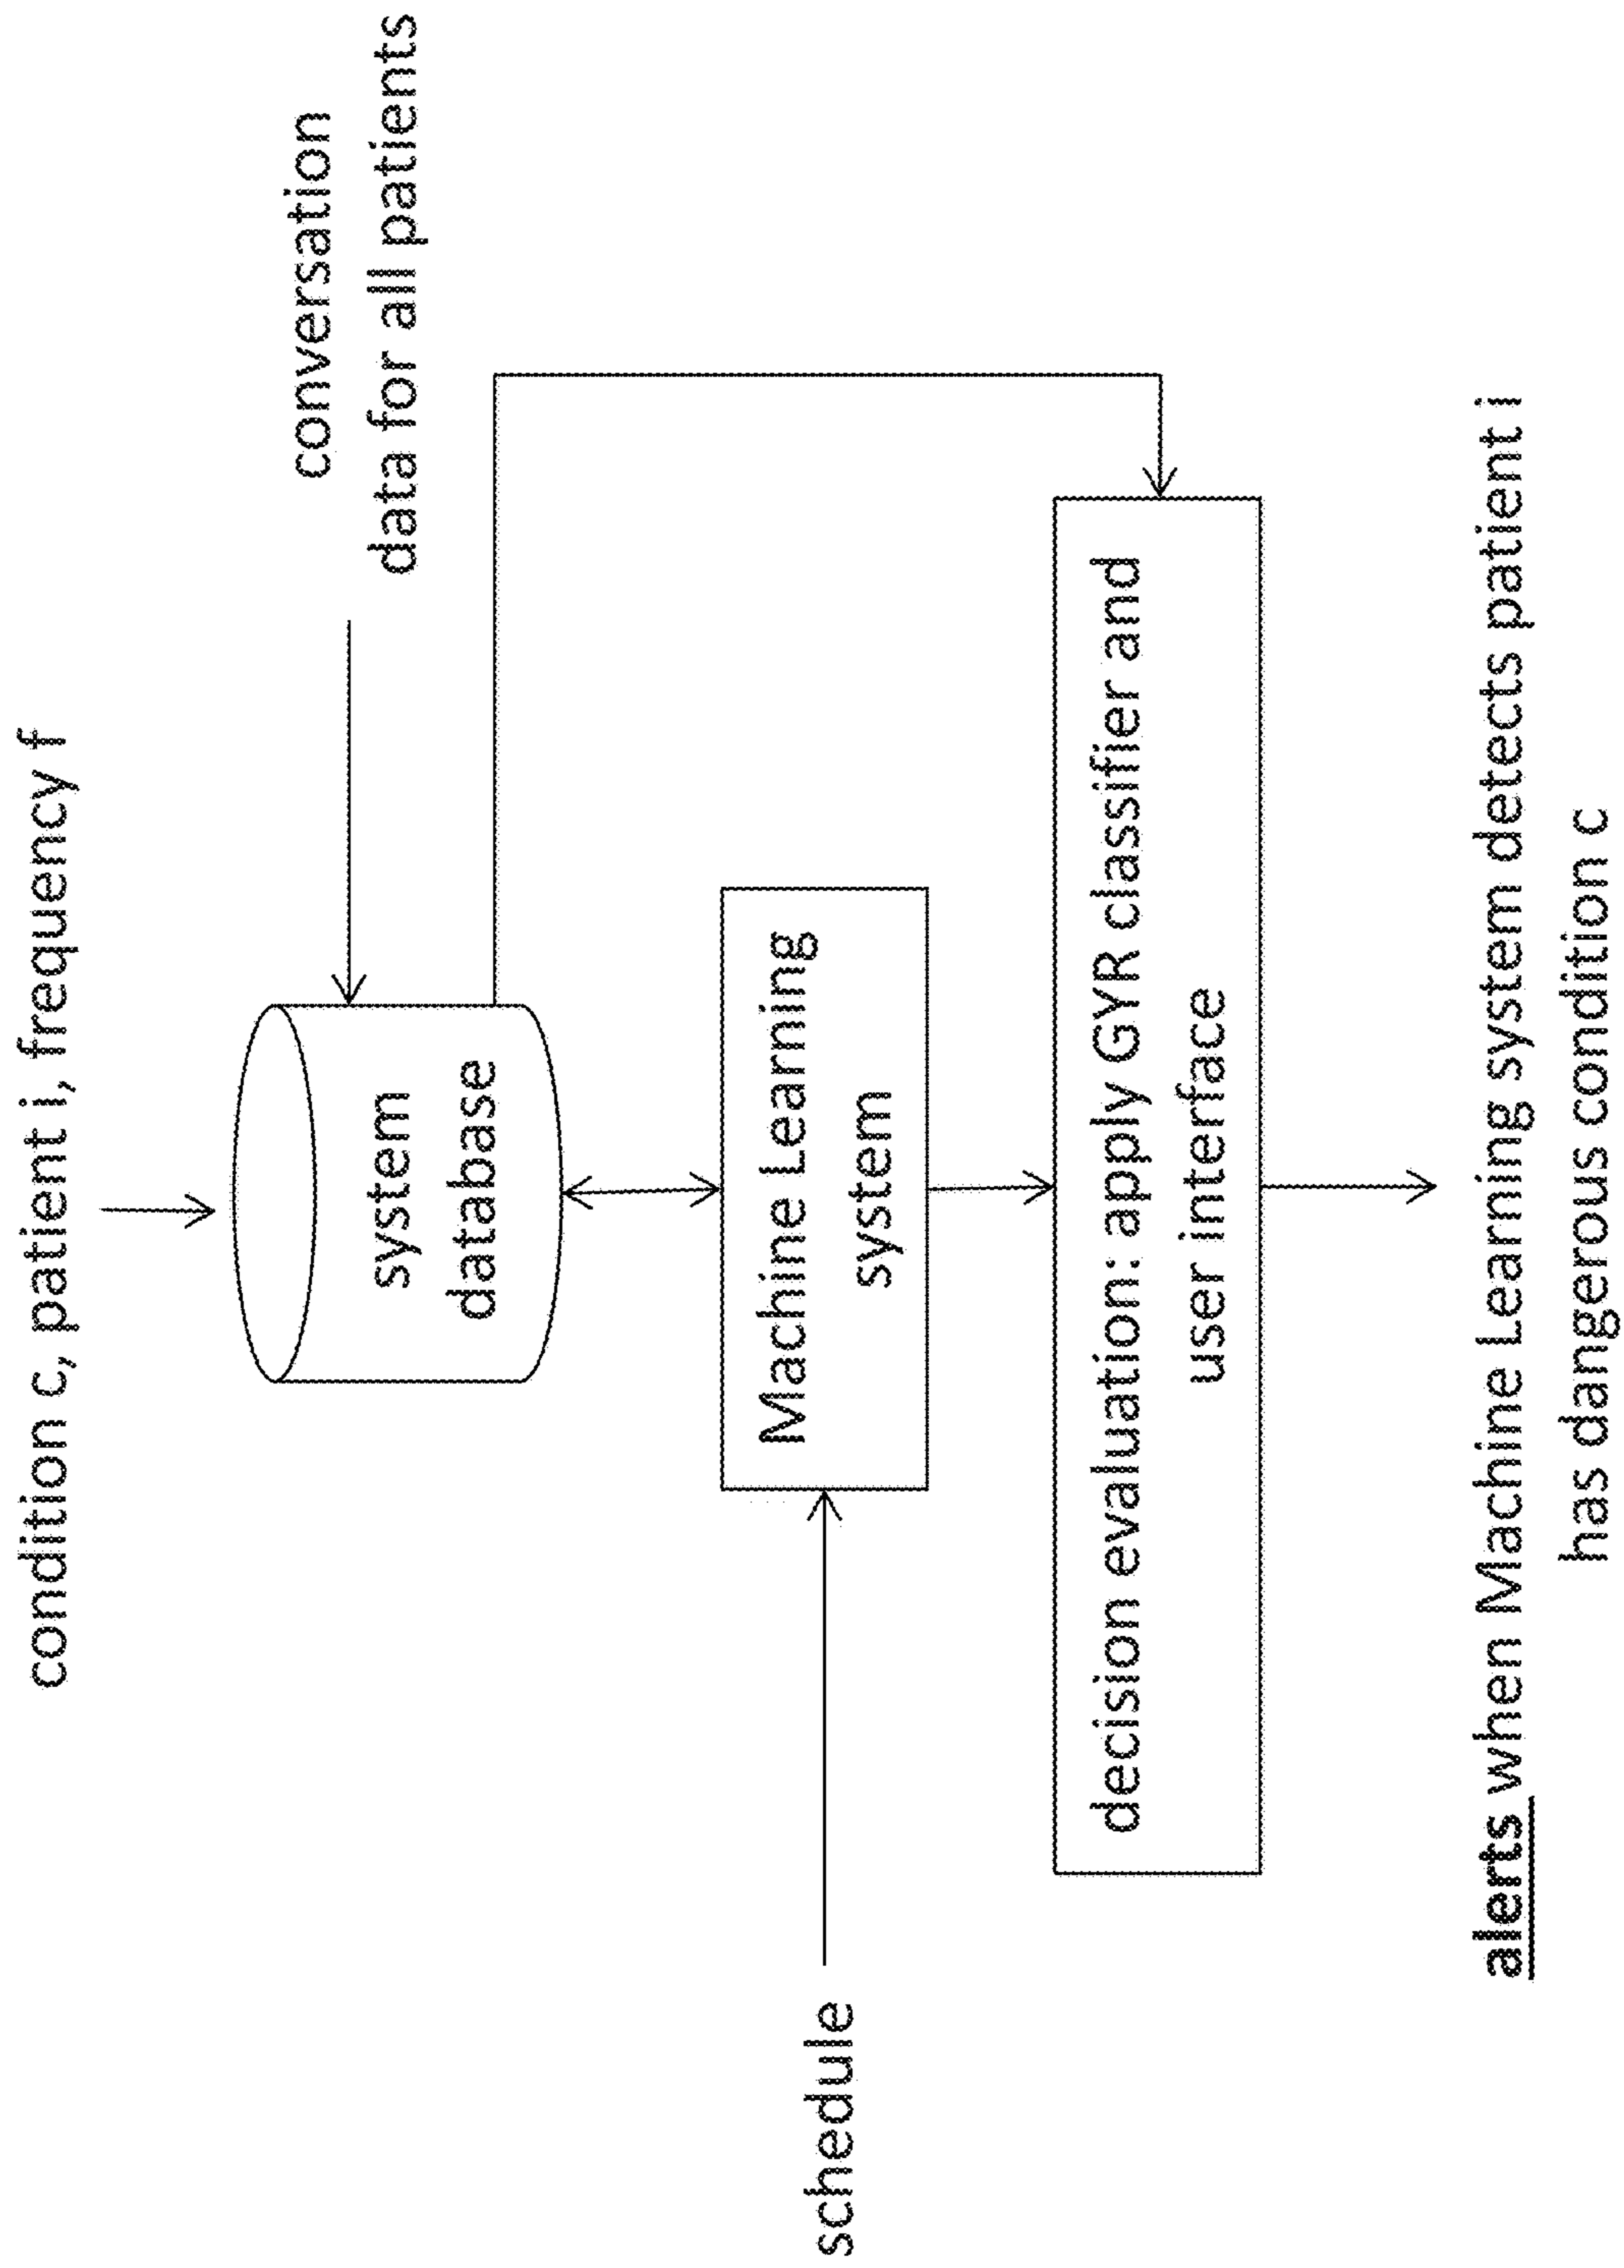 condition c, patient i, frequency f
conversation
data for all patients
system
database
schedule
Machine Learning
system
decision evaluation: apply GYR classifier and
user interface
alerts when Machine Learning system detects patient i
has dangerous condition c